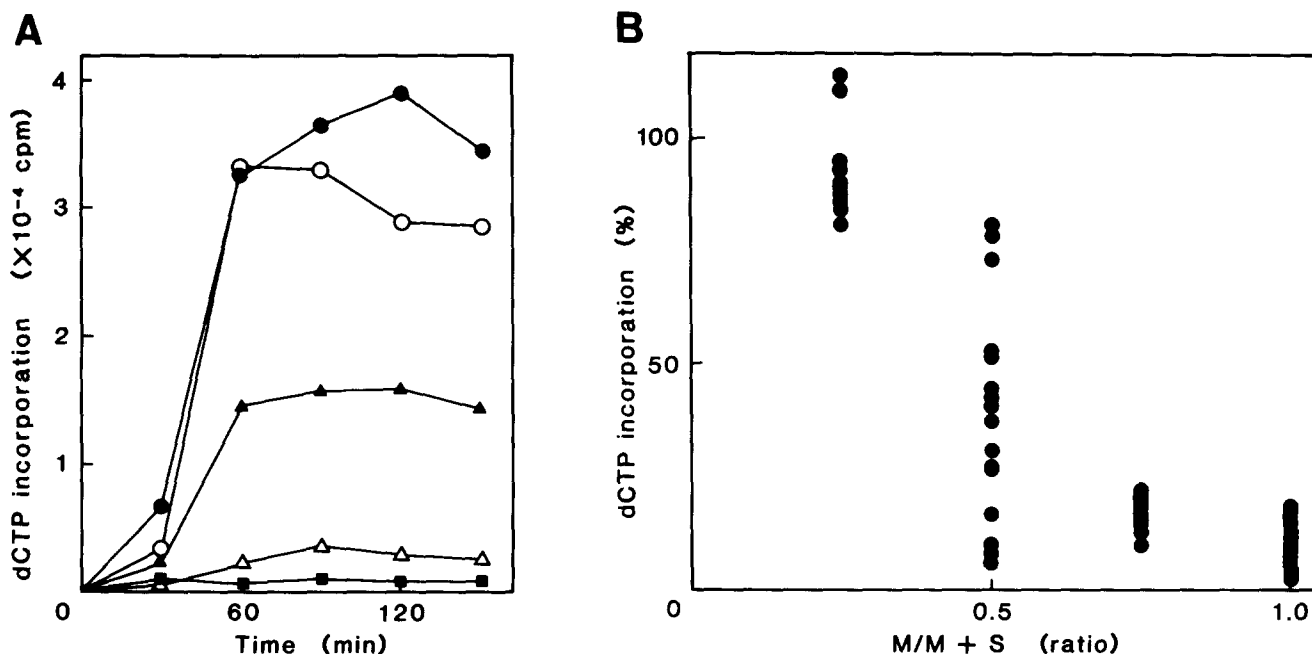 A
dCTP incorporation (X10⁻⁴ cpm)
4
3
2
1
0
60
120
Time (min)
B
dCTP incorporation (%)
100
50
0
0.5
1.0
M/M + S (ratio)